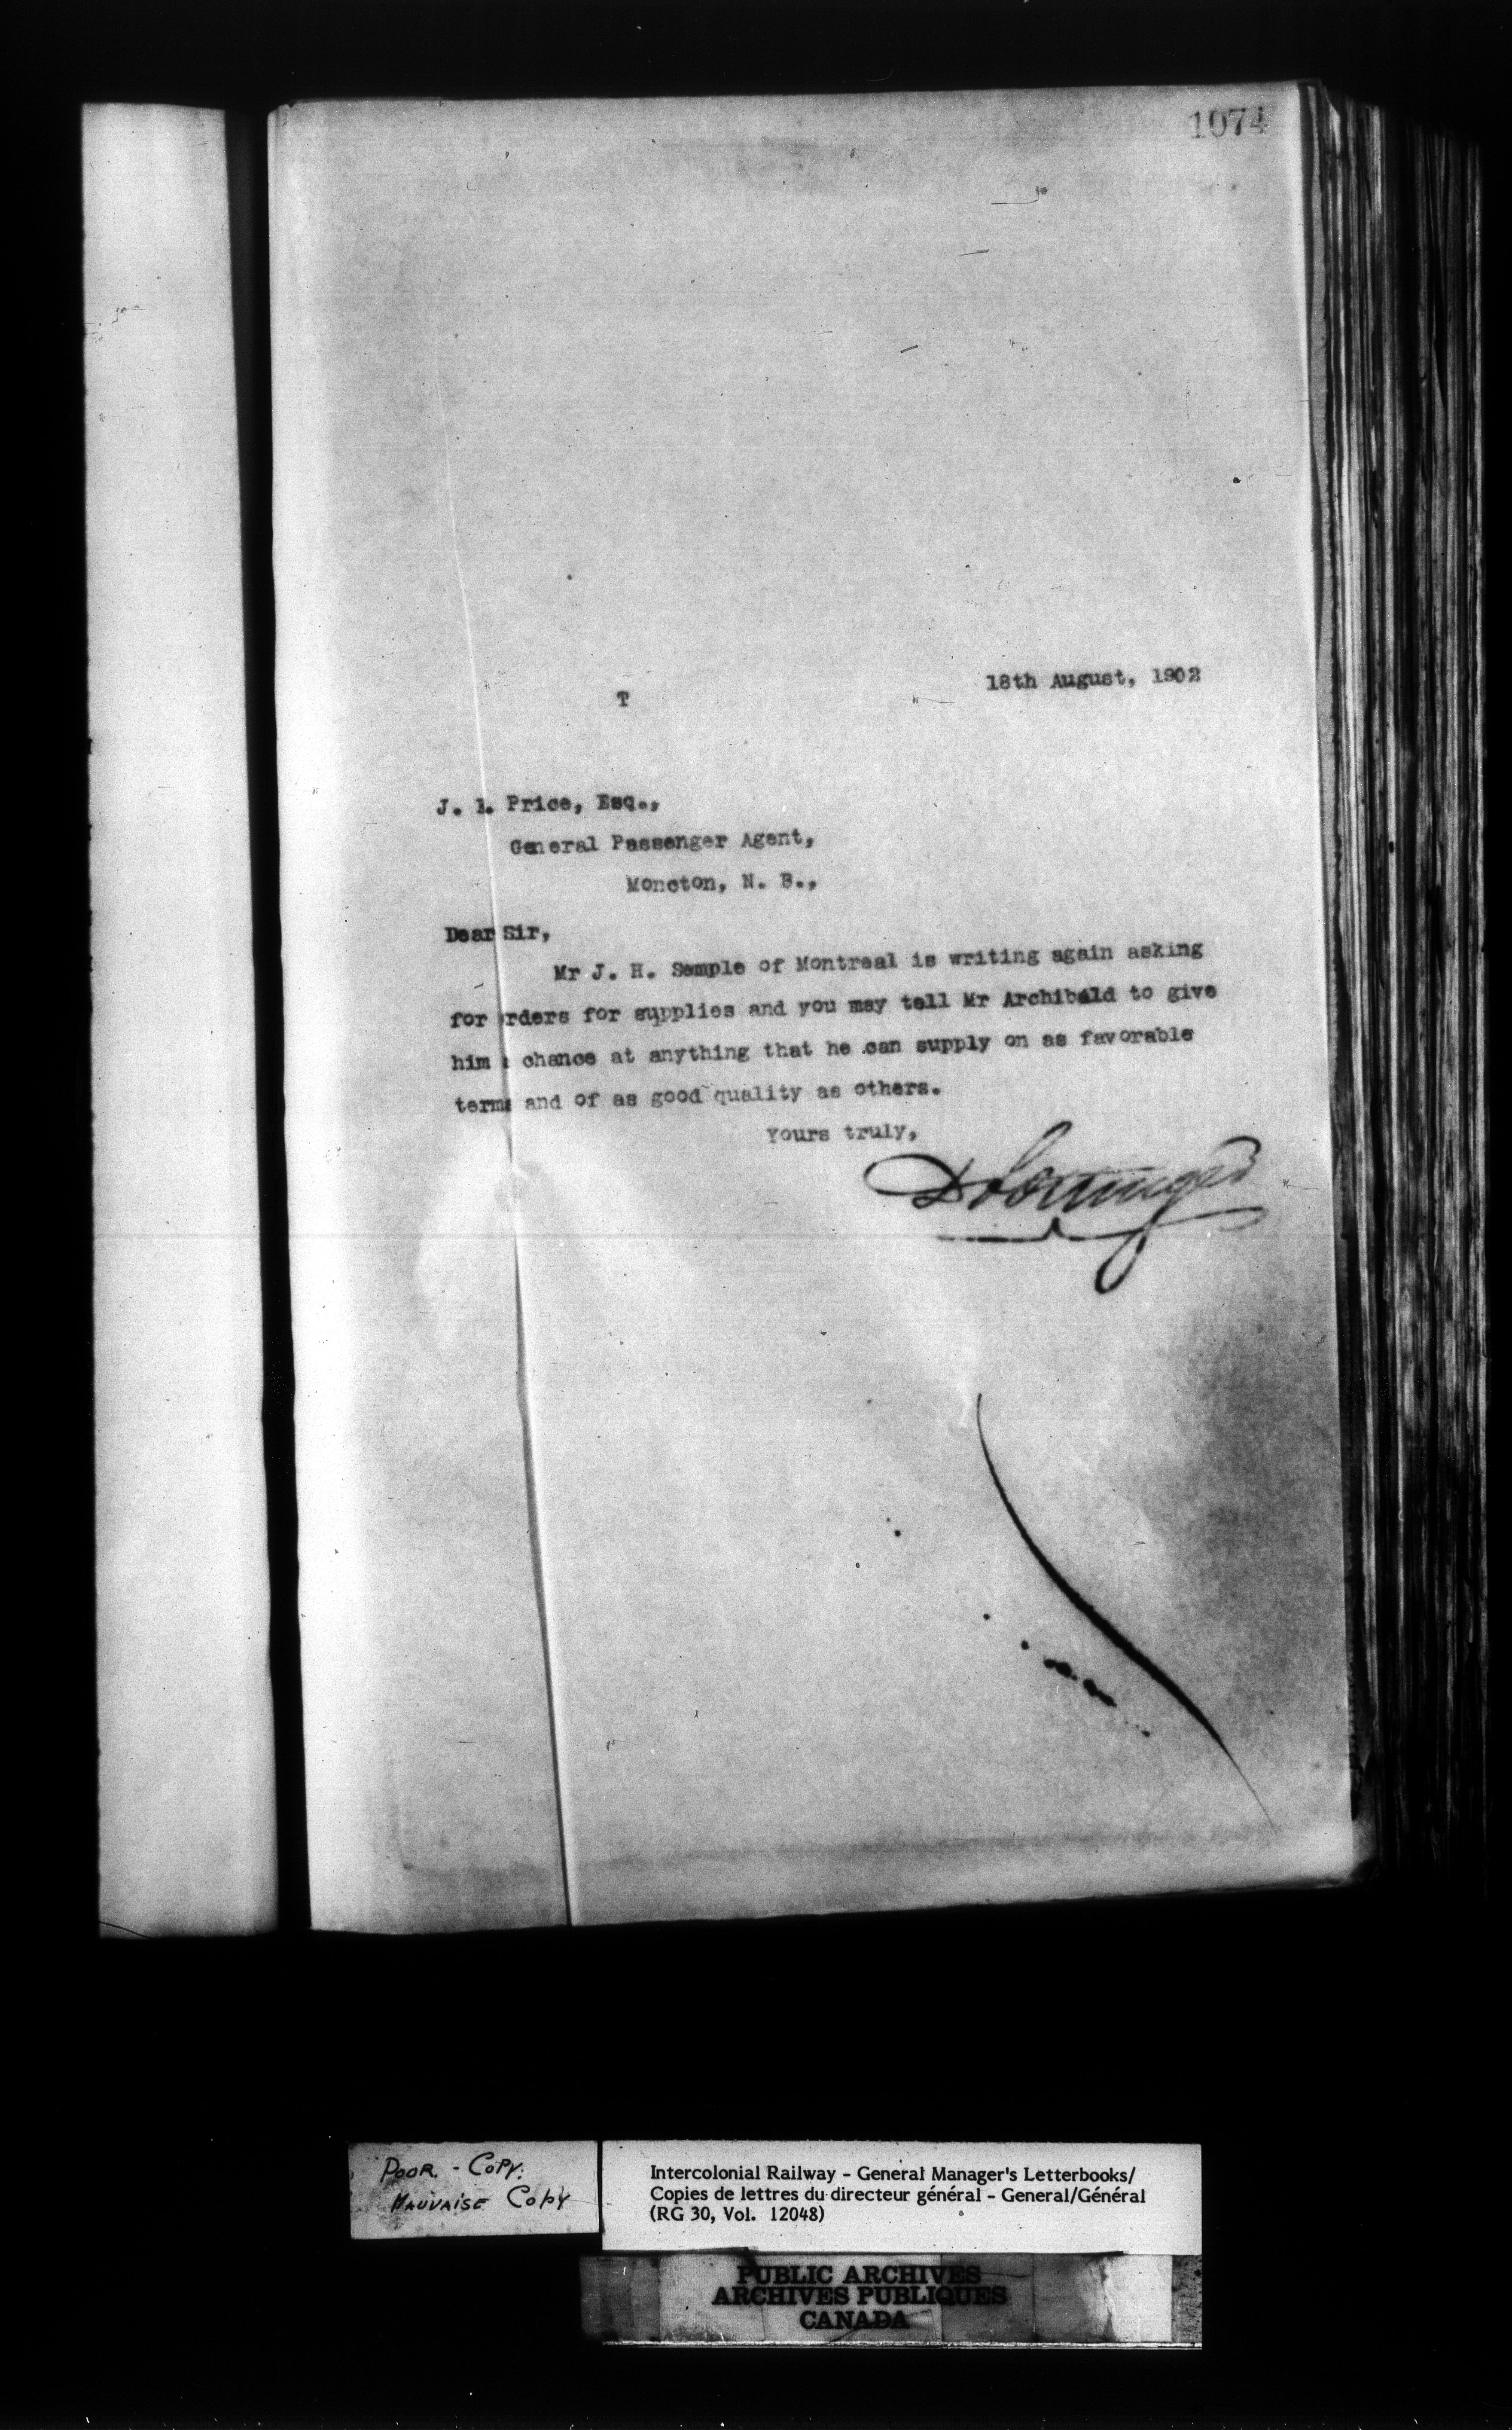 1074
T
18th August, 1902
J. Price, Esq.,
General Passenger Agent,
Moncton, N. B.,
Dear Sir,
Mr J. H. Semple of Montreal is writing again asking
for orders for supplies and you may tell Mr Archibald to give
him a chance at anything that he can supply on as favorable
terms and of as good quality as others.
Yours truly,
POOR - COPY.
MAUVAISE COPY
Intercolonial Railway - General Manager's Letterbooks/
Copies de lettres du directeur général - General/Général
(RG 30, Vol. 12048)
PUBLIC ARCHIVES
ARCHIVES PUBLIQUES
CANADA